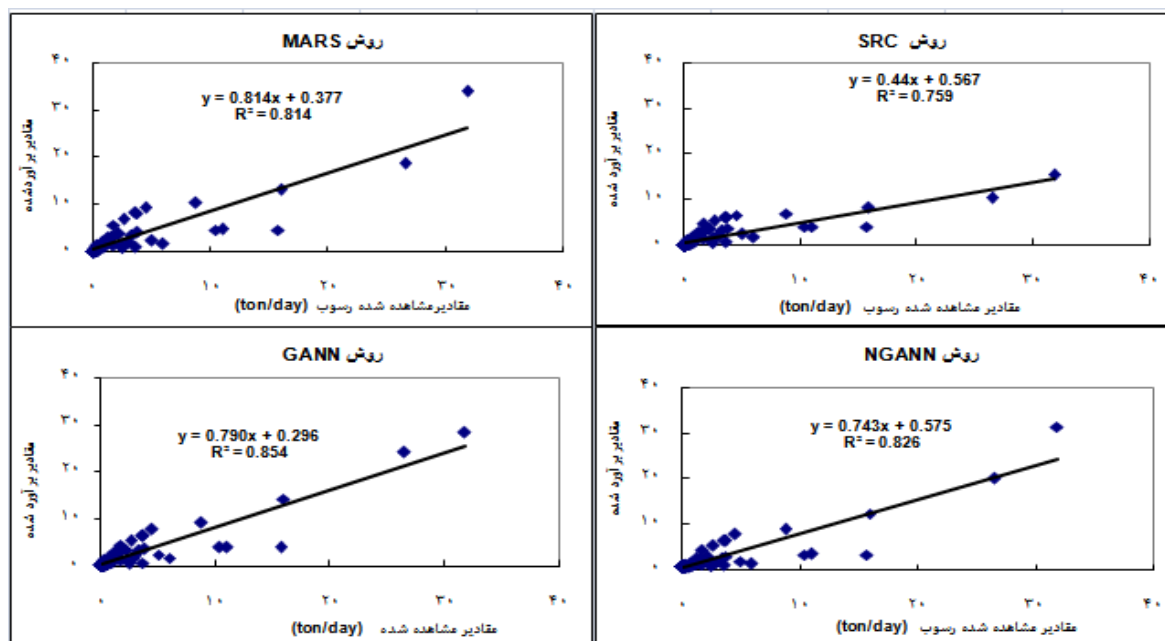 روش MARS
۴۰
y = 0.814x + 0.377
R² = 0.814
۳۰
۲۰
۱۰
۰
مقادیر برآوردشده
۰ ۱۰ ۲۰ ۳۰ ۴۰
مقادیرمشاهده شده رسوب (ton/day)
روش SRC
۴۰
y = 0.44x + 0.567
R² = 0.759
۳۰
۲۰
۱۰
۰
مقادیر برآورد شده
۰ ۱۰ ۲۰ ۳۰ ۴۰
مقادیر مشاهده شده رسوب (ton/day)
روش GANN
۴۰
y = 0.790x + 0.296
R² = 0.854
۳۰
۲۰
۱۰
۰
مقادیر برآورد شده
۰ ۱۰ ۲۰ ۳۰ ۴۰
مقادیر مشاهده شده (ton/day)
روش NGANN
۴۰
y = 0.743x + 0.575
R² = 0.826
۳۰
۲۰
۱۰
۰
مقادیر برآورد شده
۰ ۱۰ ۲۰ ۳۰ ۴۰
مقادیر مشاهده شده رسوب (ton/day)